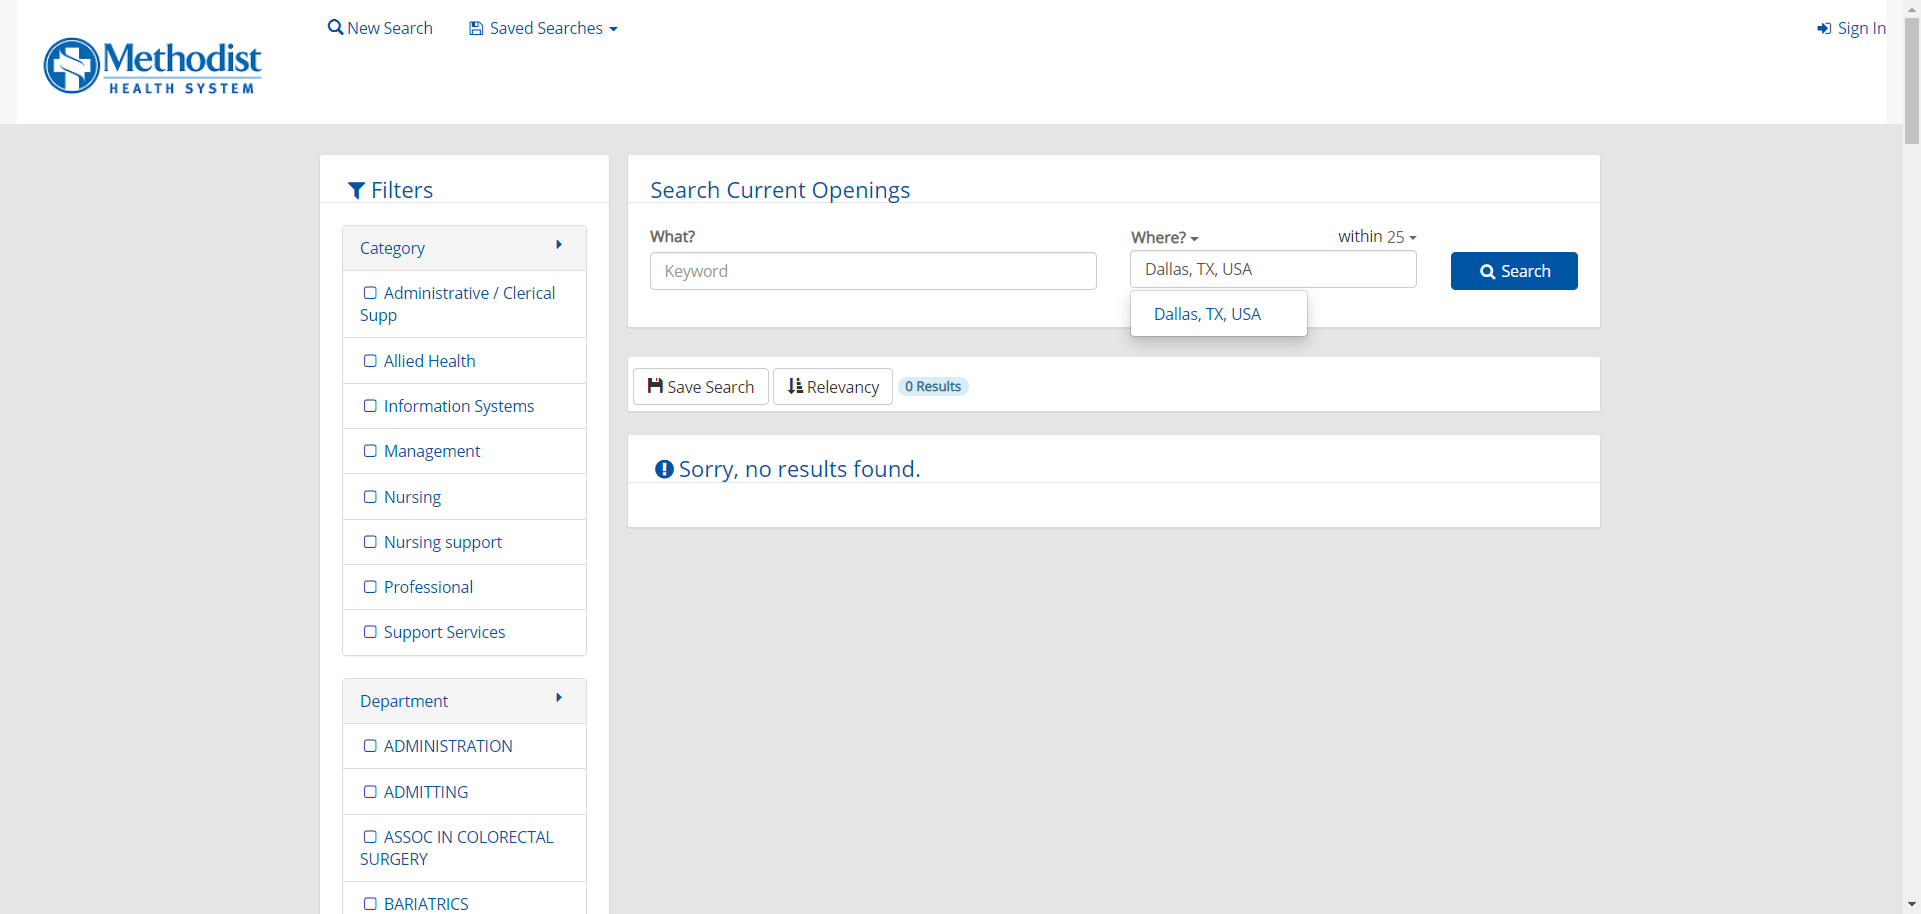 New Search
Saved Searches
Sign In
Methodist
HEALTH SYSTEM
Filters
Category
Administrative / Clerical
Supp
Allied Health
Information Systems
Management
Nursing
Nursing support
Professional
Support Services
Department
ADMINISTRATION
ADMITTING
ASSOC IN COLORECTAL
SURGERY
BARIATRICS
Search Current Openings
What?
Where?
within 25
Keyword
Dallas, TX, USA
Search
Dallas, TX, USA
Save Search
Relevancy
0 Results
Sorry, no results found.